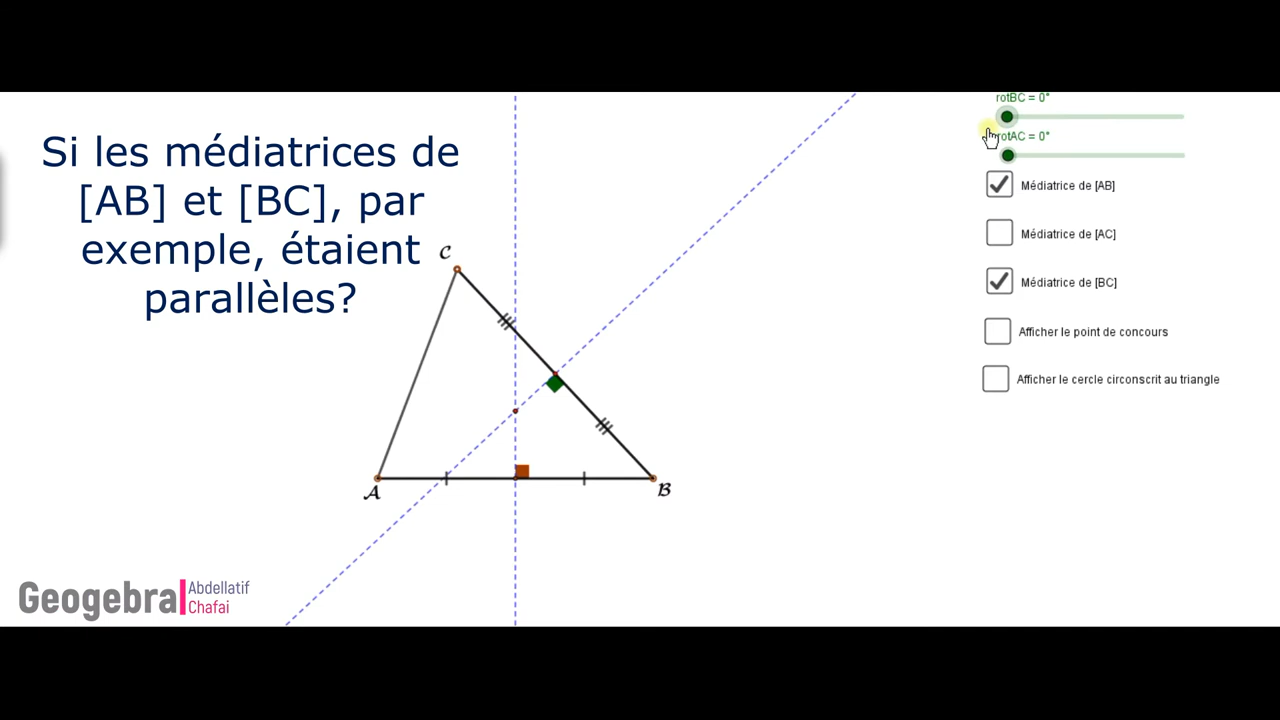 Si les médiatrices de
[AB] et [BC], par
exemple, étaient
parallèles?
C
A
B
rotBC = 0°
rotAC = 0°
Médiatrice de [AB]
Médiatrice de [AC]
Médiatrice de [BC]
Afficher le point de concours
Afficher le cercle circonscrit au triangle
Geogebra
Abdellatif
Chafai